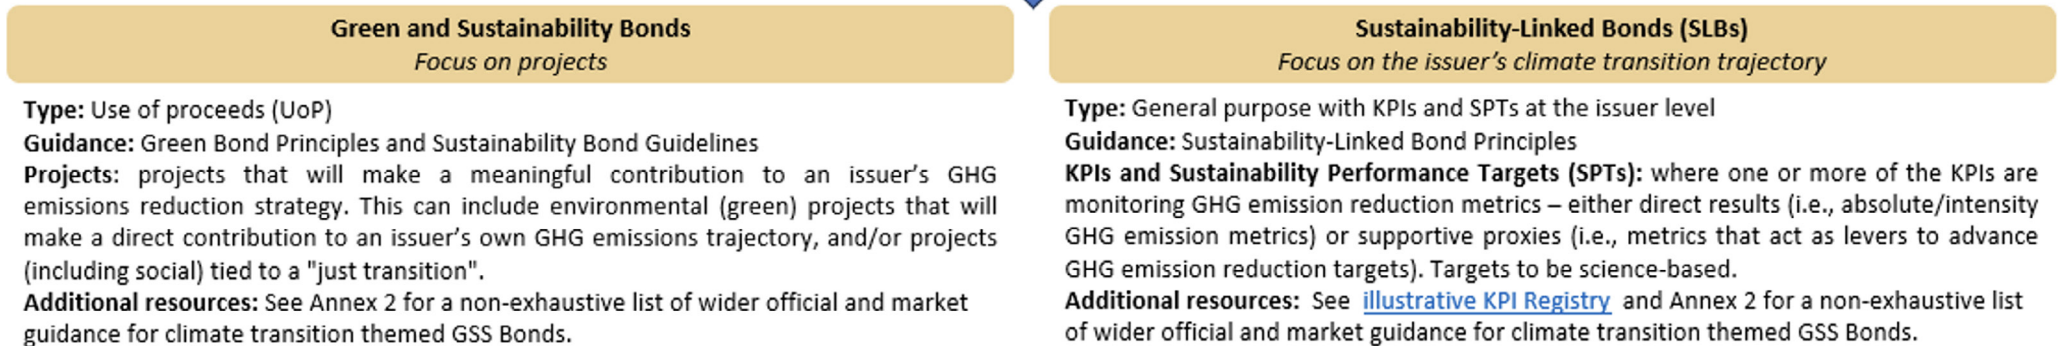 Green and Sustainability Bonds
Focus on projects
Type: Use of proceeds (UoP)
Guidance: Green Bond Principles and Sustainability Bond Guidelines
Projects: projects that will make a meaningful contribution to an issuer's GHG
emissions reduction strategy. This can include environmental (green) projects that will
make a direct contribution to an issuer's own GHG emissions trajectory, and/or projects
(including social) tied to a "just transition".
Additional resources: See Annex 2 for a non-exhaustive list of wider official and market
guidance for climate transition themed GSS Bonds.
Sustainability-Linked Bonds (SLBs)
Focus on the issuer's climate transition trajectory
Type: General purpose with KPIs and SPTs at the issuer level
Guidance: Sustainability-Linked Bond Principles
KPIs and Sustainability Performance Targets (SPTs): where one or more of the KPIs are
monitoring GHG emission reduction metrics – either direct results (i.e., absolute/intensity
GHG emission metrics) or supportive proxies (i.e., metrics that act as levers to advance
GHG emission reduction targets). Targets to be science-based.
Additional resources: See illustrative KPI Registry and Annex 2 for a non-exhaustive list
of wider official and market guidance for climate transition themed GSS Bonds.